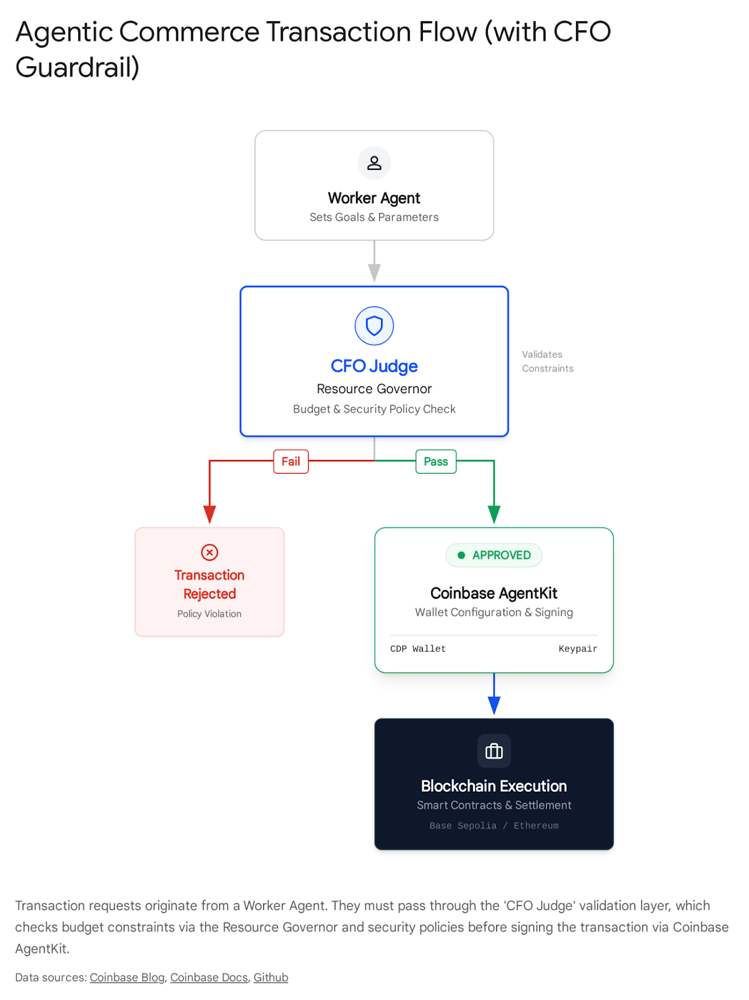 Agentic Commerce Transaction Flow (with CFO
Guardrail)
Worker Agent
Sets Goals & Parameters
CFO Judge
Resource Governor
Budget & Security Policy Check
Validates
Constraints
Fail
Pass
Transaction
Rejected
Policy Violation
APPROVED
Coinbase AgentKit
Wallet Configuration & Signing
CDP Wallet
Keypair
Blockchain Execution
Smart Contracts & Settlement
Base Sepolia / Ethereum
Transaction requests originate from a Worker Agent. They must pass through the 'CFO Judge' validation layer, which
checks budget constraints via the Resource Governor and security policies before signing the transaction via Coinbase
AgentKit.
Data sources: Coinbase Blog, Coinbase Docs, Github